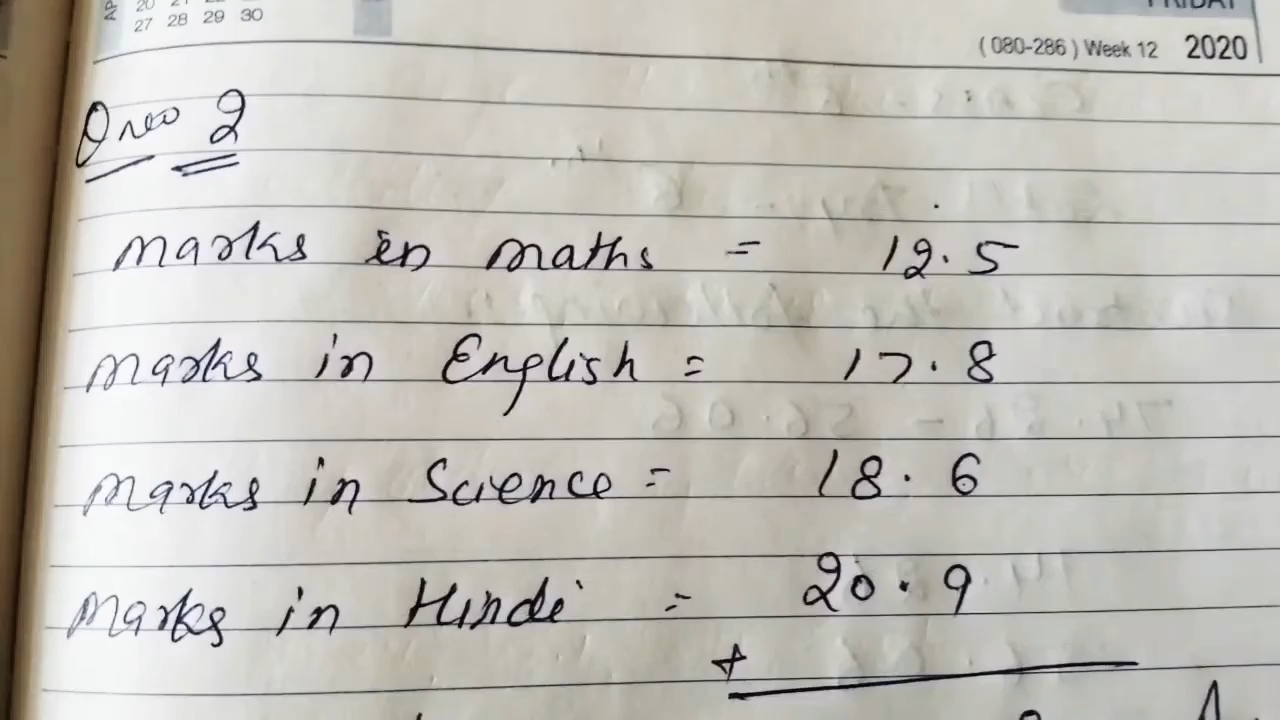 27 28 29 30
(080-286) Week 12 2020
Ques 2
marks in maths = 12.5
marks in English = 17.8
marks in Science = 18.6
marks in Hindi = 20.9
+